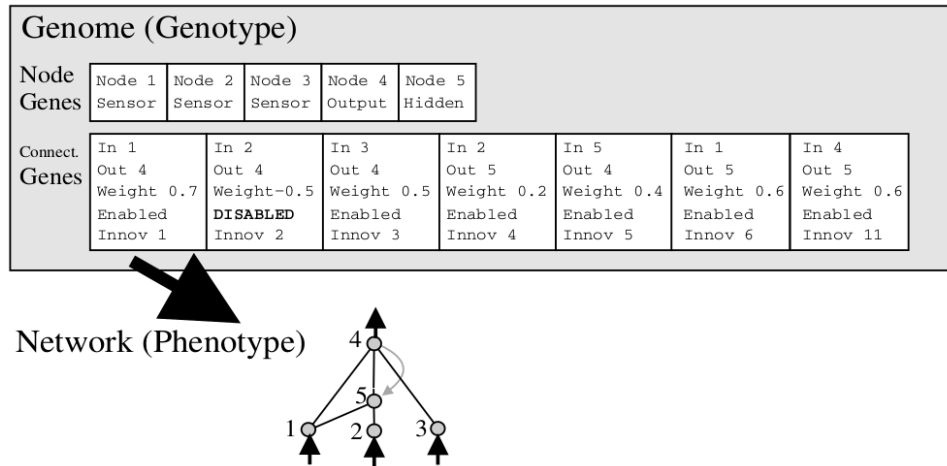 Genome (Genotype)
Node Genes
Node 1 Node 2 Node 3 Node 4 Node 5
Sensor Sensor Sensor Output Hidden
Connect. Genes
In 1 In 2 In 3 In 2 In 5 In 1 In 4
Out 4 Out 4 Out 4 Out 5 Out 4 Out 5 Out 5
Weight 0.7 Weight-0.5 Weight 0.5 Weight 0.2 Weight 0.4 Weight 0.6 Weight 0.6
Enabled DISABLED Enabled Enabled Enabled Enabled Enabled
Innov 1 Innov 2 Innov 3 Innov 4 Innov 5 Innov 6 Innov 11
Network (Phenotype)
4
5
1 2 3